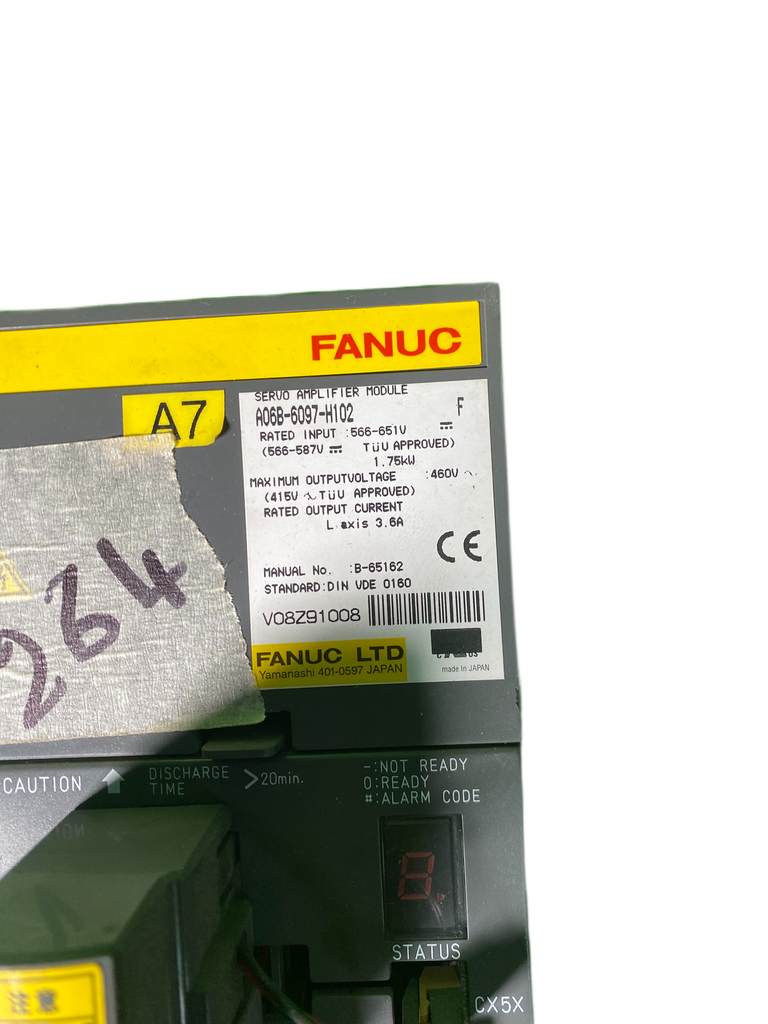 FANUC
A7
SERVO AMPLIFIER MODULE
A06B-6097-H102 F
RATED INPUT :566-651V ⎓
(566-587V ⎓ TüV APPROVED)
1.75kW
MAXIMUM OUTPUTVOLTAGE :460V ∿
(415V ∿ TüV APPROVED)
RATED OUTPUT CURRENT
L axis 3.6A
CE
MANUAL No. :B-65162
STANDARD:DIN VDE 0160
V08Z91008
FANUC LTD
Yamanashi 401-0597 JAPAN
made in JAPAN
264
CAUTION
DISCHARGE TIME >20min.
-:NOT READY
0:READY
#:ALARM CODE
8.
STATUS
CX5X
注意